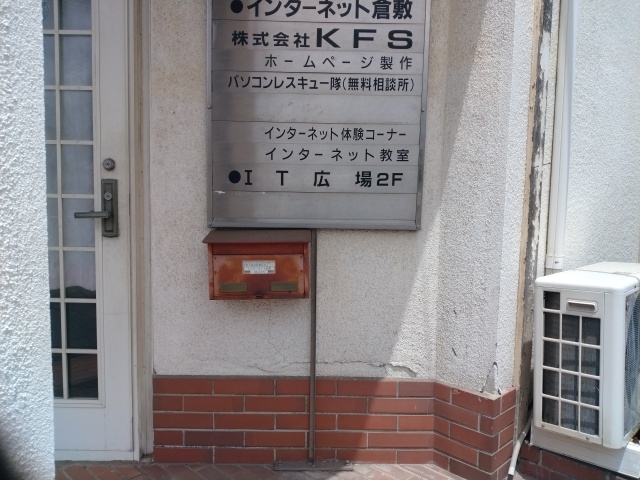 ●インターネット倉敷
株式会社KFS
ホームページ製作
パソコンレスキュー隊(無料相談所)
インターネット体験コーナー
インターネット教室
●IT広場2F